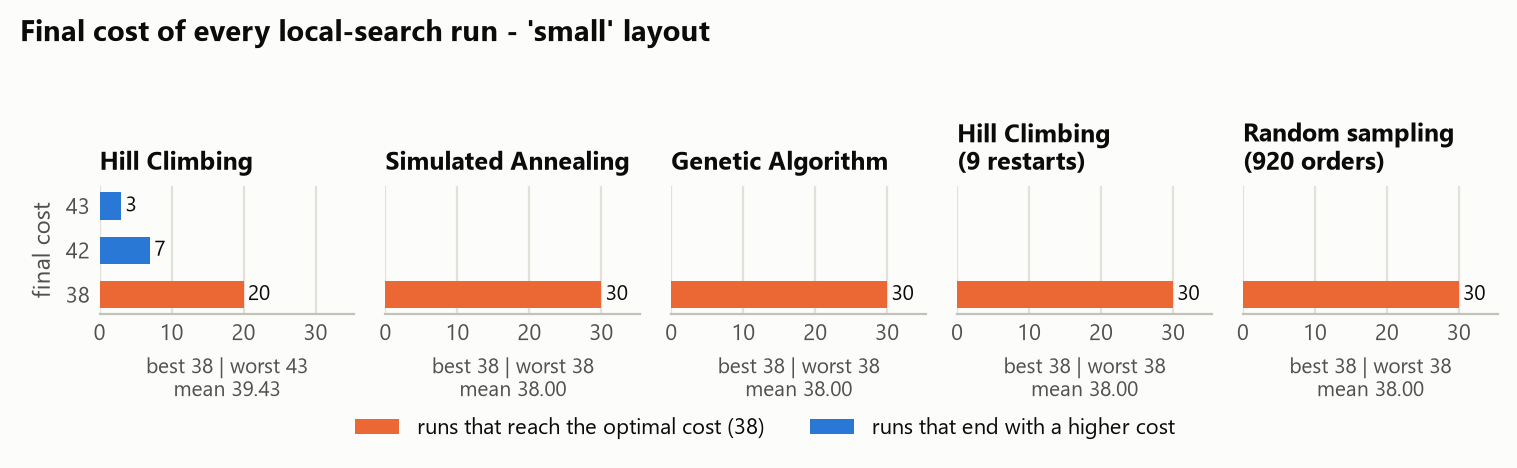 Final cost of every local-search run - 'small' layout
Hill Climbing
Simulated Annealing
Genetic Algorithm
Hill Climbing
(9 restarts)
Random sampling
(920 orders)
final cost
43
42
38
3
7
20
30
30
30
30
0 10 20 30
0 10 20 30
0 10 20 30
0 10 20 30
0 10 20 30
best 38 | worst 43
mean 39.43
best 38 | worst 38
mean 38.00
best 38 | worst 38
mean 38.00
best 38 | worst 38
mean 38.00
best 38 | worst 38
mean 38.00
runs that reach the optimal cost (38)
runs that end with a higher cost